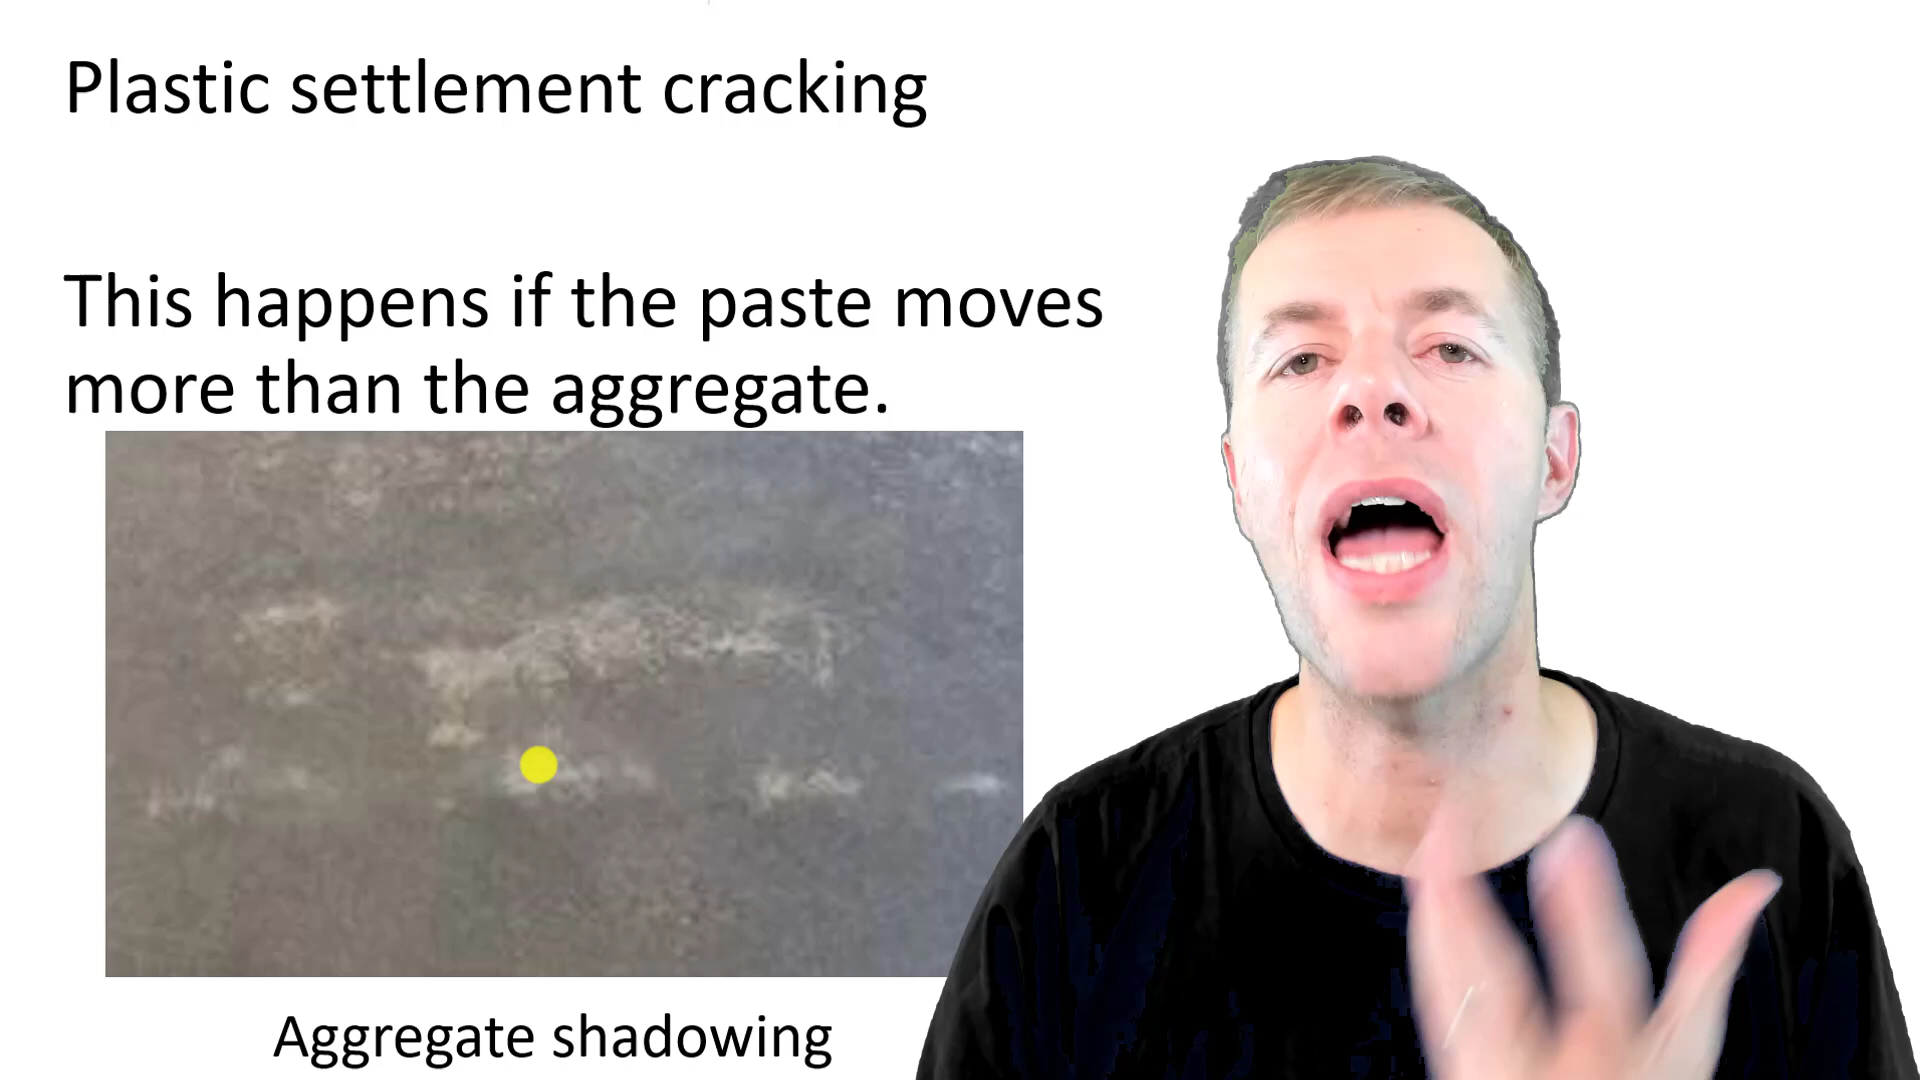 Plastic settlement cracking
This happens if the paste moves
more than the aggregate.
Aggregate shadowing